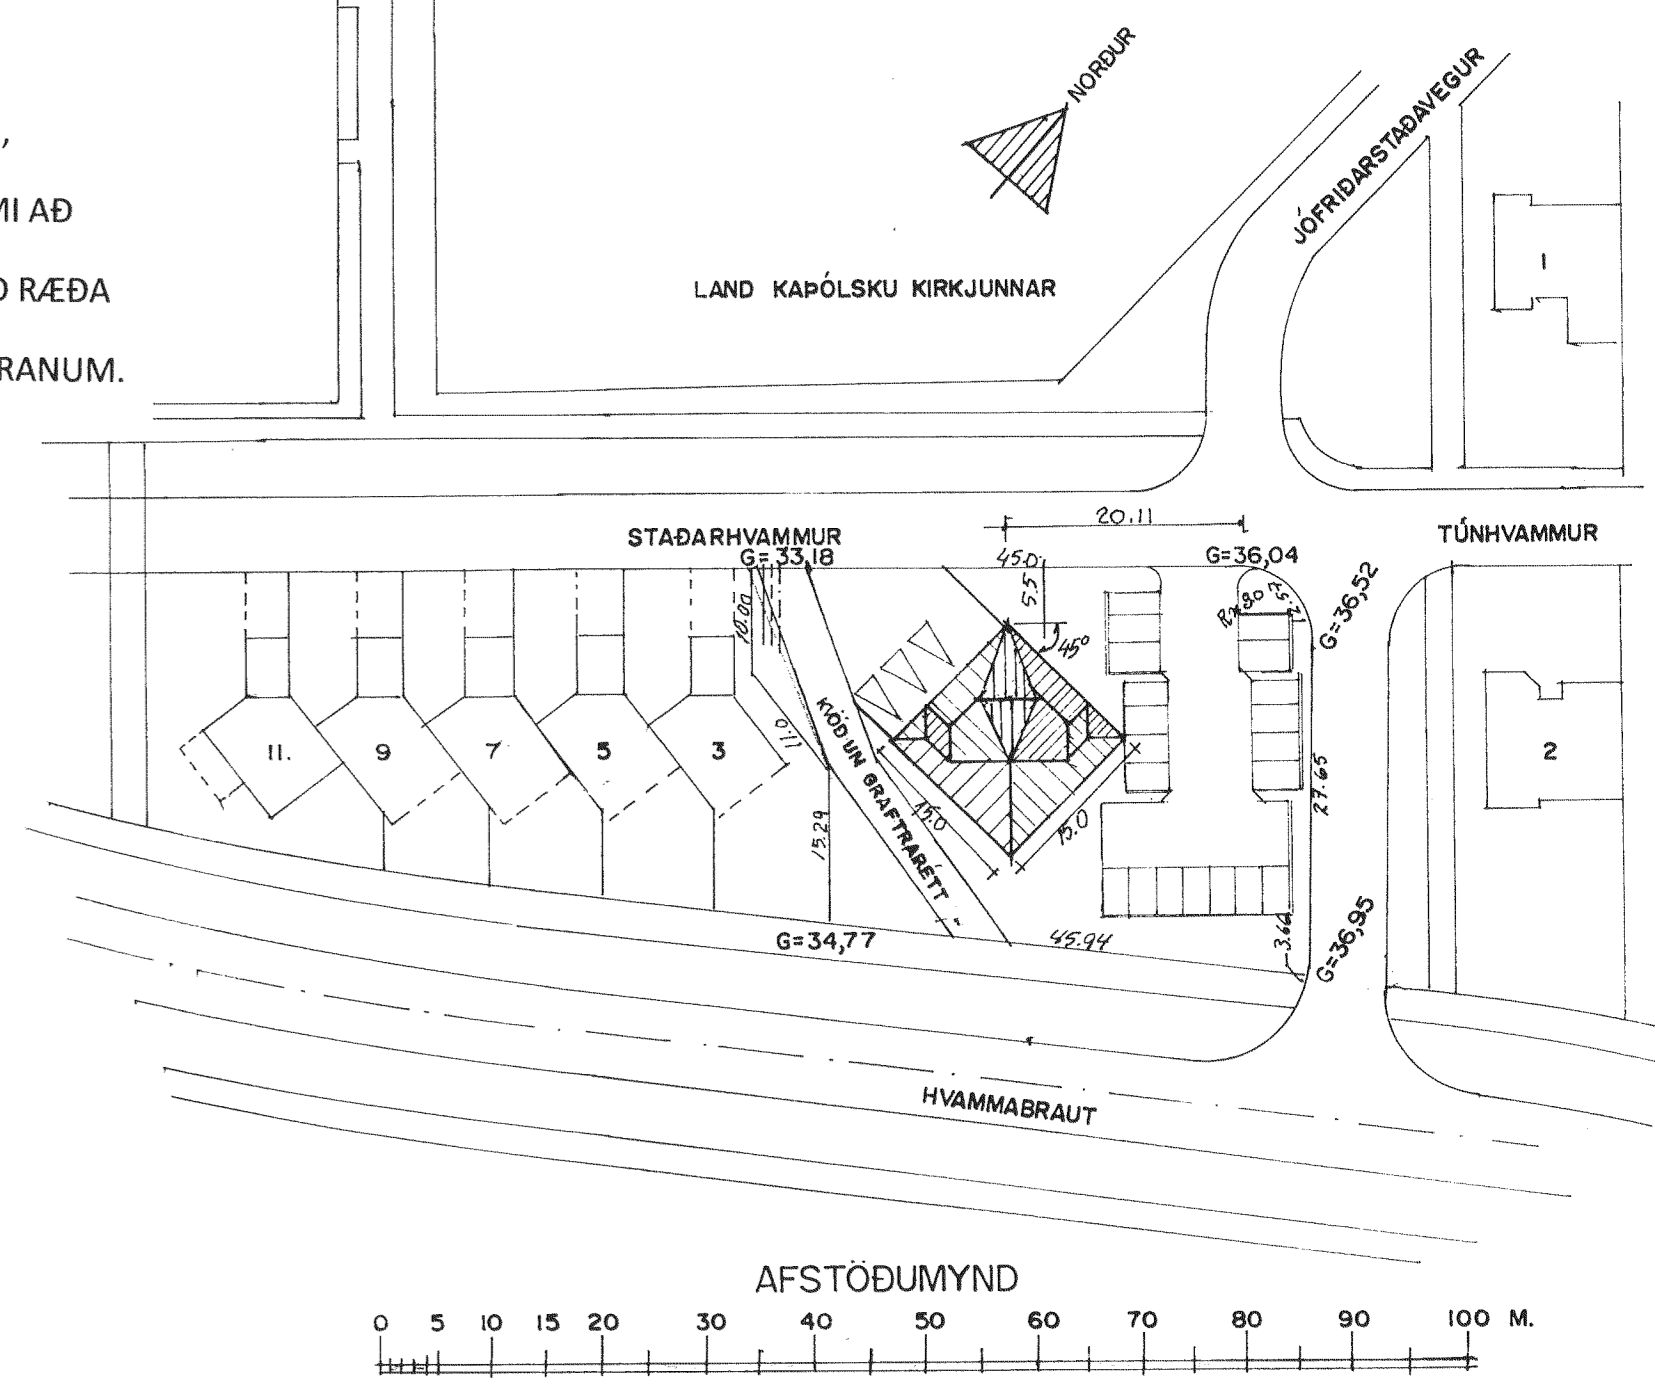 ,
MI AÐ
Ð RÆÐA
RANUM.
NORÐUR
JÓFRIÐARSTAÐAVEGUR
LAND KAÞÓLSKU KIRKJUNNAR
1
20.11
STAÐARHVAMMUR
TÚNHVAMMUR
G=33,18
45.0
G=36,04
5.5
10.00
G=36,52
45°
KVÖÐ UM GRAFTRARÉTT
11.0
11.
9
7
5
3
2
15.29
15.0
15.0
27.65
G=34,77
45.94
3.66
G=36,95
HVAMMABRAUT
AFSTÖÐUMYND
0 5 10 15 20 30 40 50 60 70 80 90 100 M.